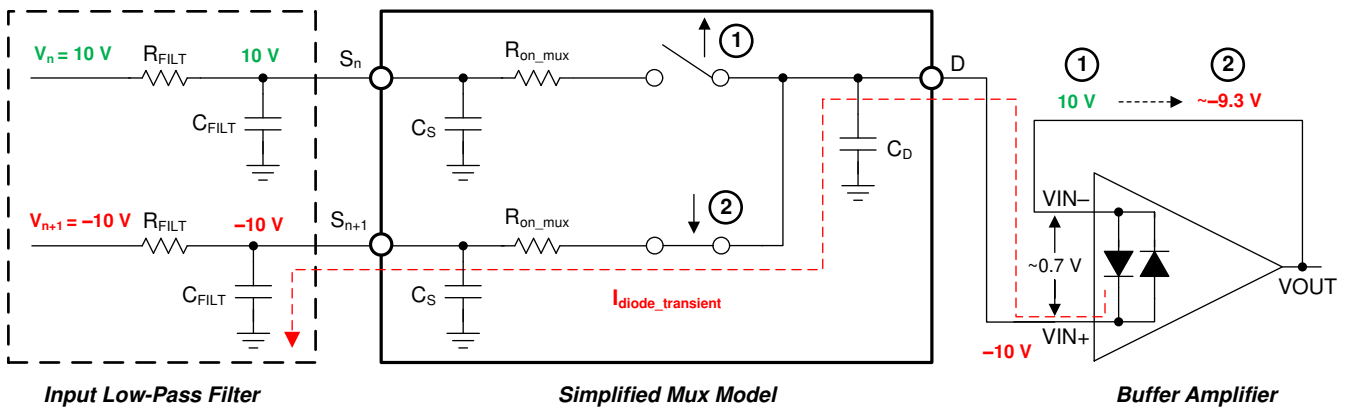 Vn = 10 V
RFILT
10 V
Sn
Ron_mux
1
D
1
2
10 V
~–9.3 V
CFILT
CS
CD
Vn+1 = –10 V
RFILT
–10 V
Sn+1
Ron_mux
2
VIN–
~0.7 V
VOUT
CFILT
CS
Idiode_transient
VIN+
–10 V
Input Low-Pass Filter
Simplified Mux Model
Buffer Amplifier